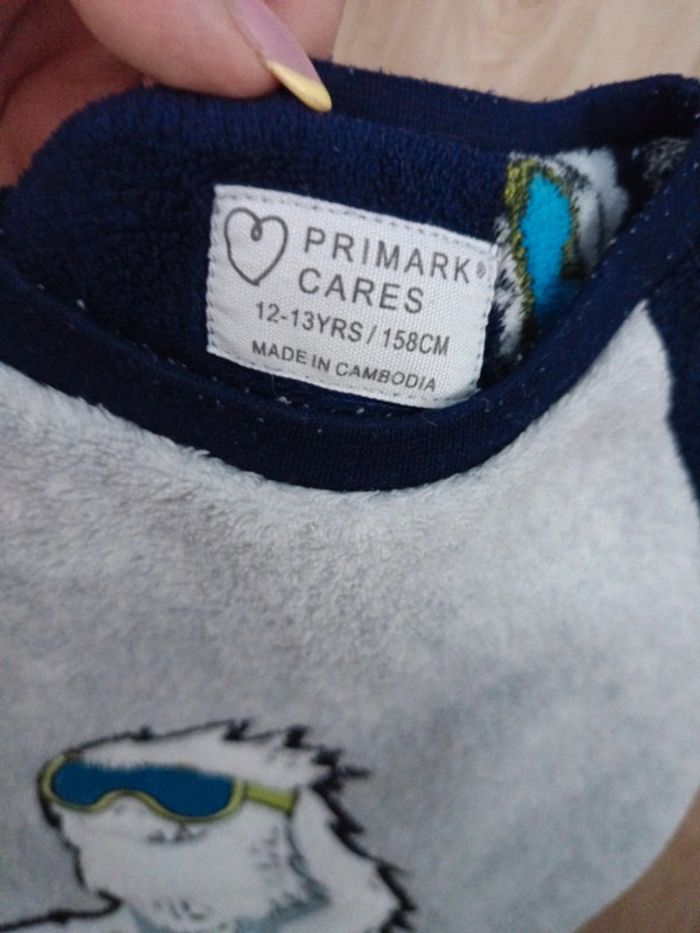 PRIMARK®
CARES
12-13YRS / 158CM
MADE IN CAMBODIA